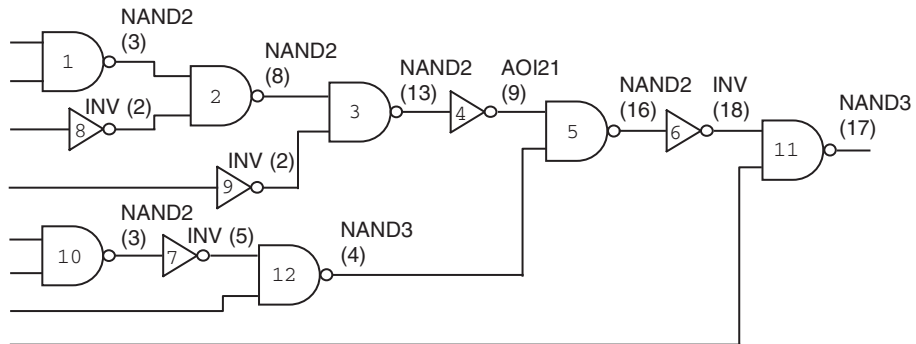 NAND2
(3)
1
INV (2)
8
NAND2
(8)
2
INV (2)
9
NAND2
(13)
3
AOI21
(9)
4
NAND2
(16)
5
INV
(18)
6
NAND3
(17)
11
NAND2
(3)
10
INV (5)
7
NAND3
(4)
12